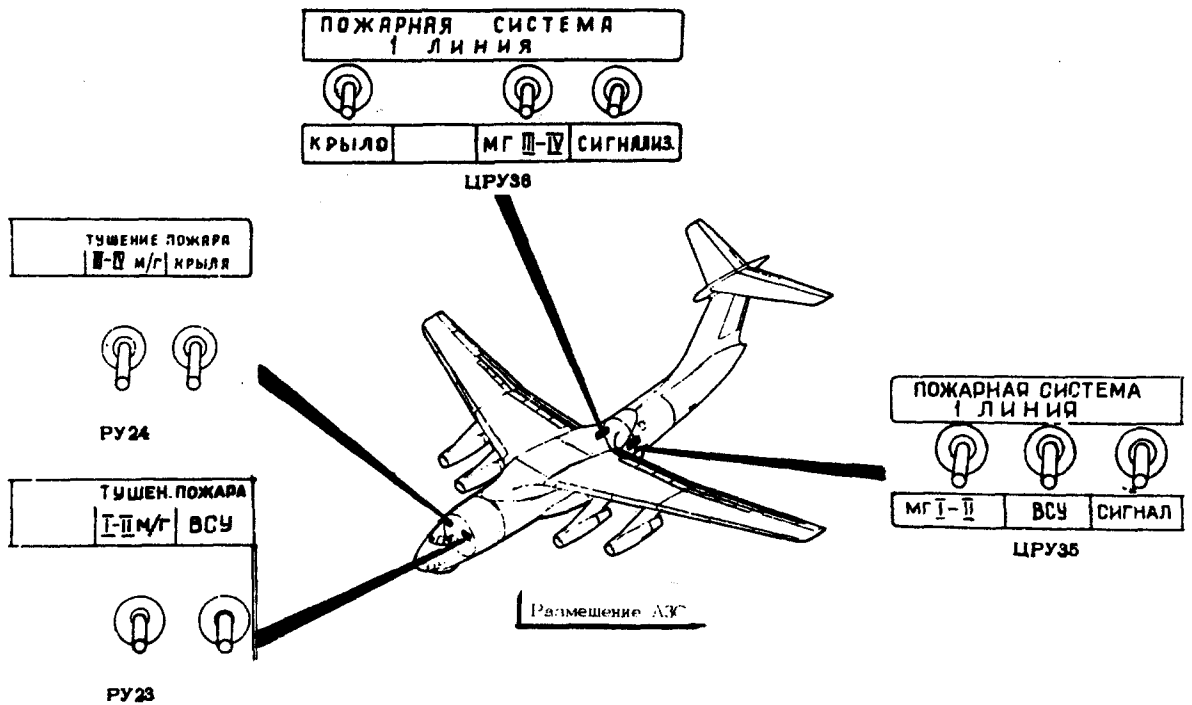 ПОЖАРНАЯ СИСТЕМА
1 ЛИНИЯ
КРЫЛО МГ III-IV СИГНАЛИЗ.
ЦРУ36
ТУШЕНИЕ ПОЖАРА
III-IV М/Г КРЫЛЯ
РУ24
ТУШЕН. ПОЖАРА
I-II М/Г ВСУ
РУ23
ПОЖАРНАЯ СИСТЕМА
1 ЛИНИЯ
МГ I-II ВСУ СИГНАЛ
ЦРУ35
Размещение АЗС